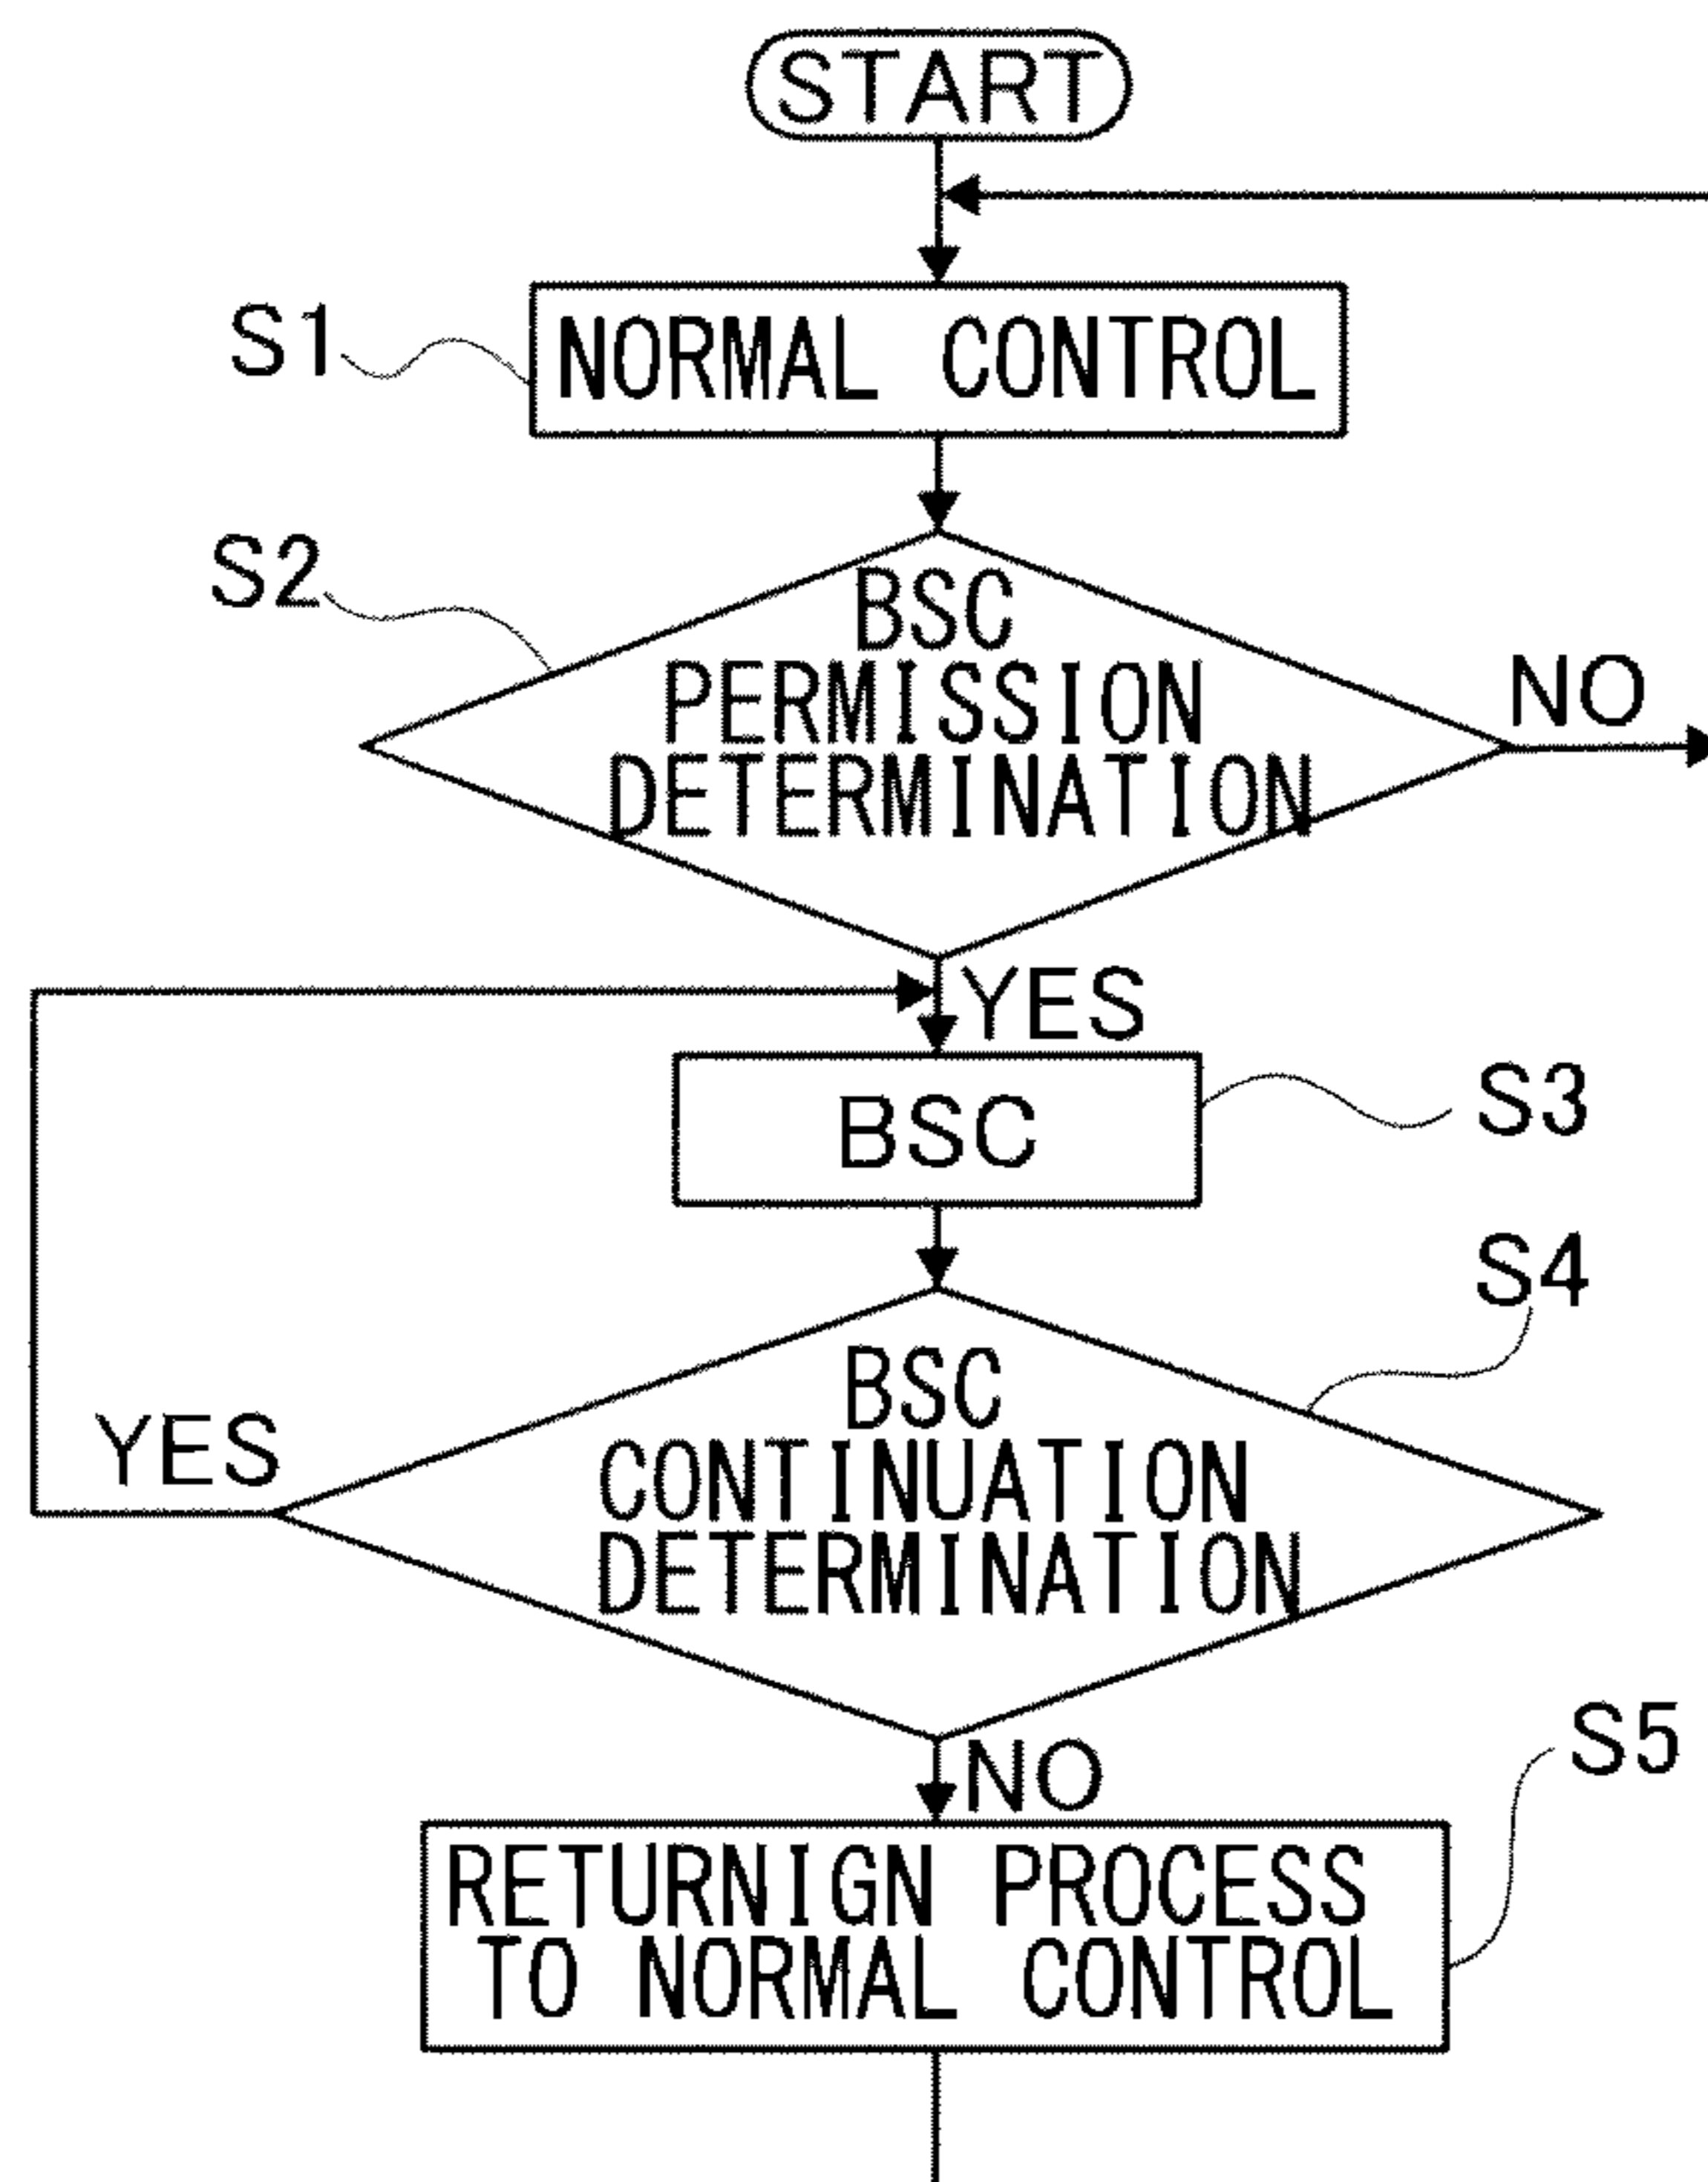 START
S1
NORMAL CONTROL
S2
BSC
PERMISSION
DETERMINATION
NO
YES
BSC
S3
S4
BSC
CONTINUATION
DETERMINATION
YES
NO
S5
RETURNIGN PROCESS
TO NORMAL CONTROL